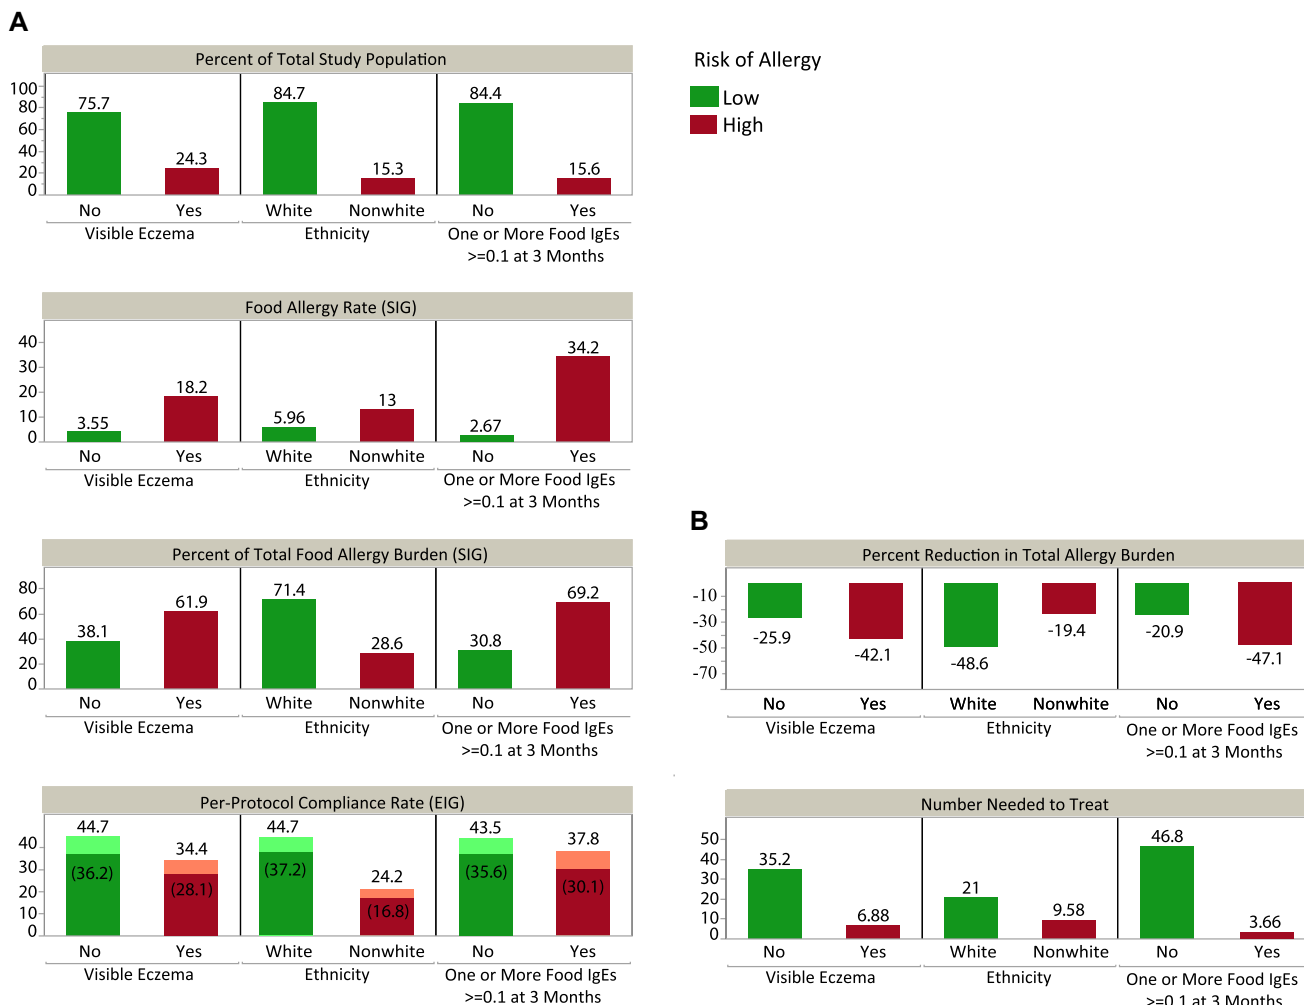 A
Percent of Total Study Population
100
80
60
40
20
0
75.7
24.3
84.7
15.3
84.4
15.6
No Yes White Nonwhite No Yes
Visible Eczema Ethnicity One or More Food IgEs
>=0.1 at 3 Months
Risk of Allergy
Low
High
Food Allergy Rate (SIG)
40
30
20
10
0
3.55
18.2
5.96
13
2.67
34.2
No Yes White Nonwhite No Yes
Visible Eczema Ethnicity One or More Food IgEs
>=0.1 at 3 Months
Percent of Total Food Allergy Burden (SIG)
80
60
40
20
0
38.1
61.9
71.4
28.6
30.8
69.2
No Yes White Nonwhite No Yes
Visible Eczema Ethnicity One or More Food IgEs
>=0.1 at 3 Months
Per-Protocol Compliance Rate (EIG)
40
30
20
10
0
44.7
(36.2)
34.4
(28.1)
44.7
(37.2)
24.2
(16.8)
43.5
(35.6)
37.8
(30.1)
No Yes White Nonwhite No Yes
Visible Eczema Ethnicity One or More Food IgEs
>=0.1 at 3 Months
B
Percent Reduction in Total Allergy Burden
-10
-30
-50
-70
-25.9
-42.1
-48.6
-19.4
-20.9
-47.1
No Yes White Nonwhite No Yes
Visible Eczema Ethnicity One or More Food IgEs
>=0.1 at 3 Months
Number Needed to Treat
50
40
30
20
10
0
35.2
6.88
21
9.58
46.8
3.66
No Yes White Nonwhite No Yes
Visible Eczema Ethnicity One or More Food IgEs
>=0.1 at 3 Months